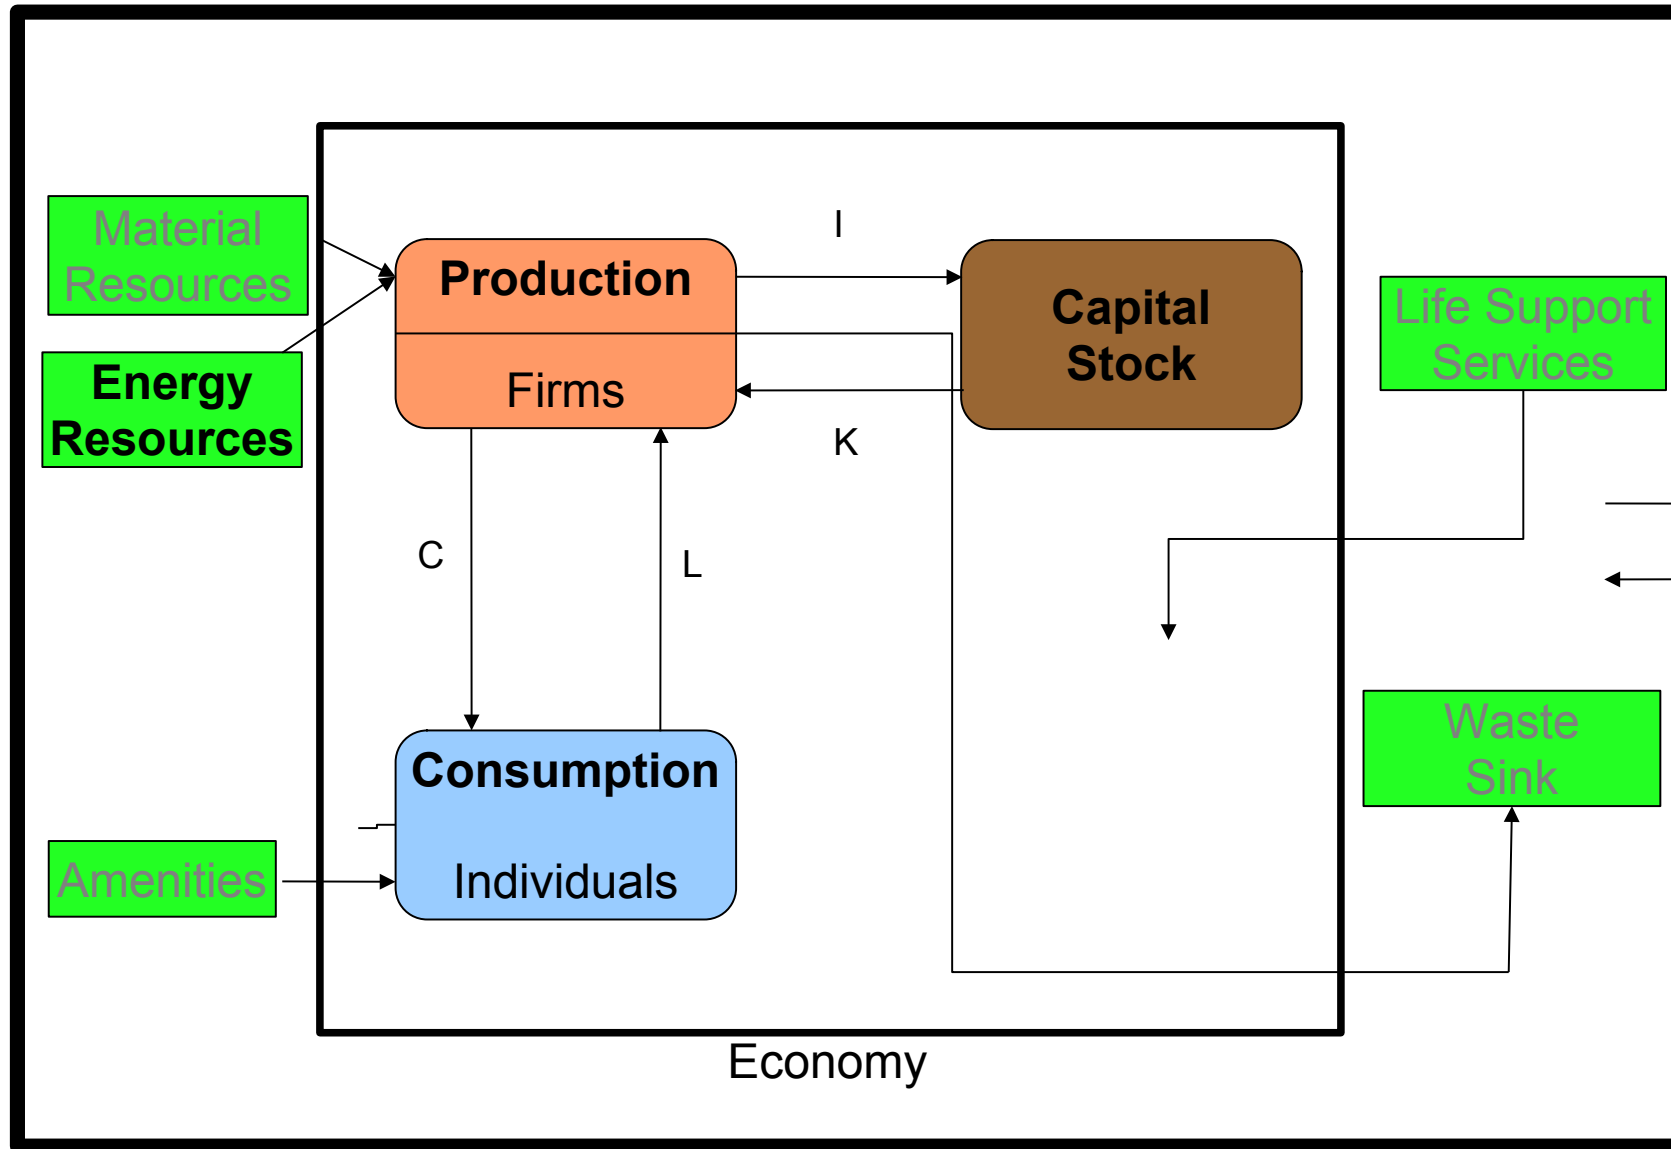 Material
Resources
Energy
Resources
Amenities
Production
Firms
I
K
C
L
Consumption
Individuals
Capital
Stock
Life Support
Services
Waste
Sink
Economy